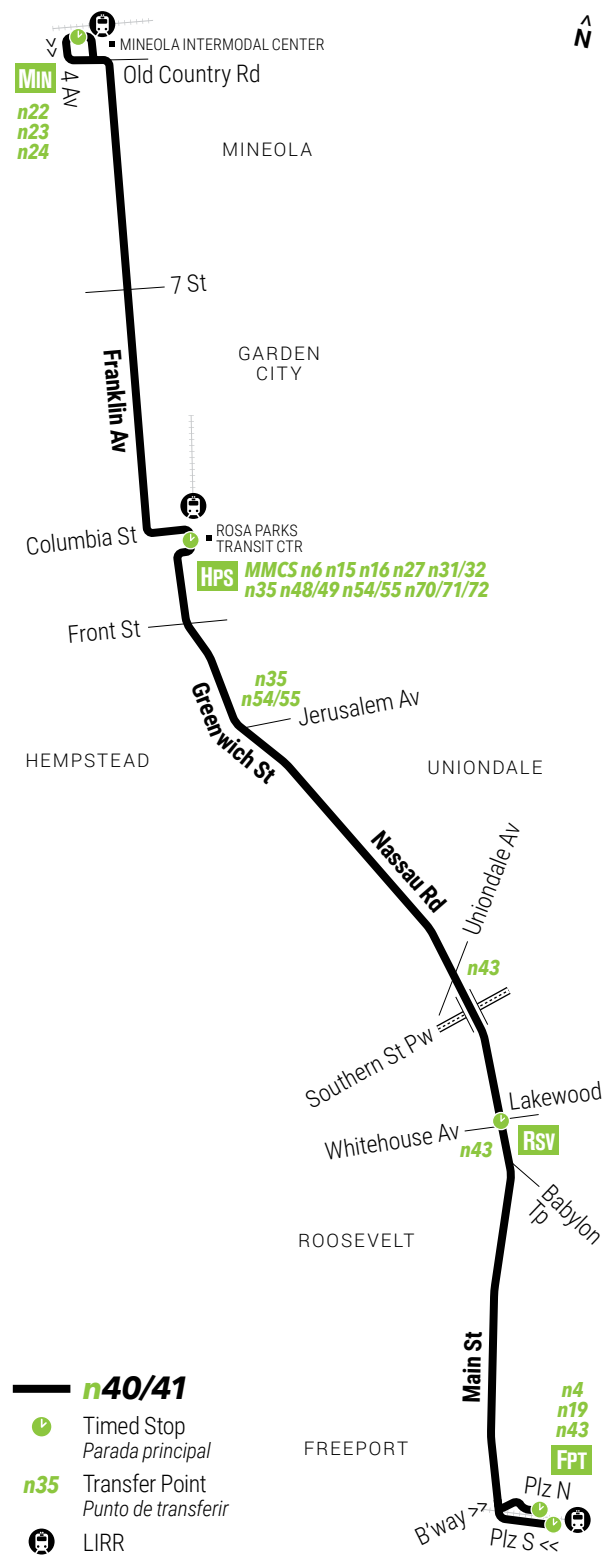 N
MINEOLA INTERMODAL CENTER
Old Country Rd
MIN
4 Av
n22
n23
n24
MINEOLA
7 St
GARDEN
CITY
Franklin Av
Columbia St
ROSA PARKS
TRANSIT CTR
HPS
MMCS n6 n15 n16 n27 n31/32
n35 n48/49 n54/55 n70/71/72
Front St
n35
n54/55
Jerusalem Av
Greenwich St
HEMPSTEAD
UNIONDALE
Nassau Rd
Uniondale Av
n43
Southern St Pw
Lakewood
Whitehouse Av
n43
RSV
Babylon
Tp
ROOSEVELT
Main St
n4
n19
n43
FPT
FREEPORT
Plz N
B'way >>
Plz S <<
n40/41
Timed Stop
Parada principal
n35
Transfer Point
Punto de transferir
LIRR